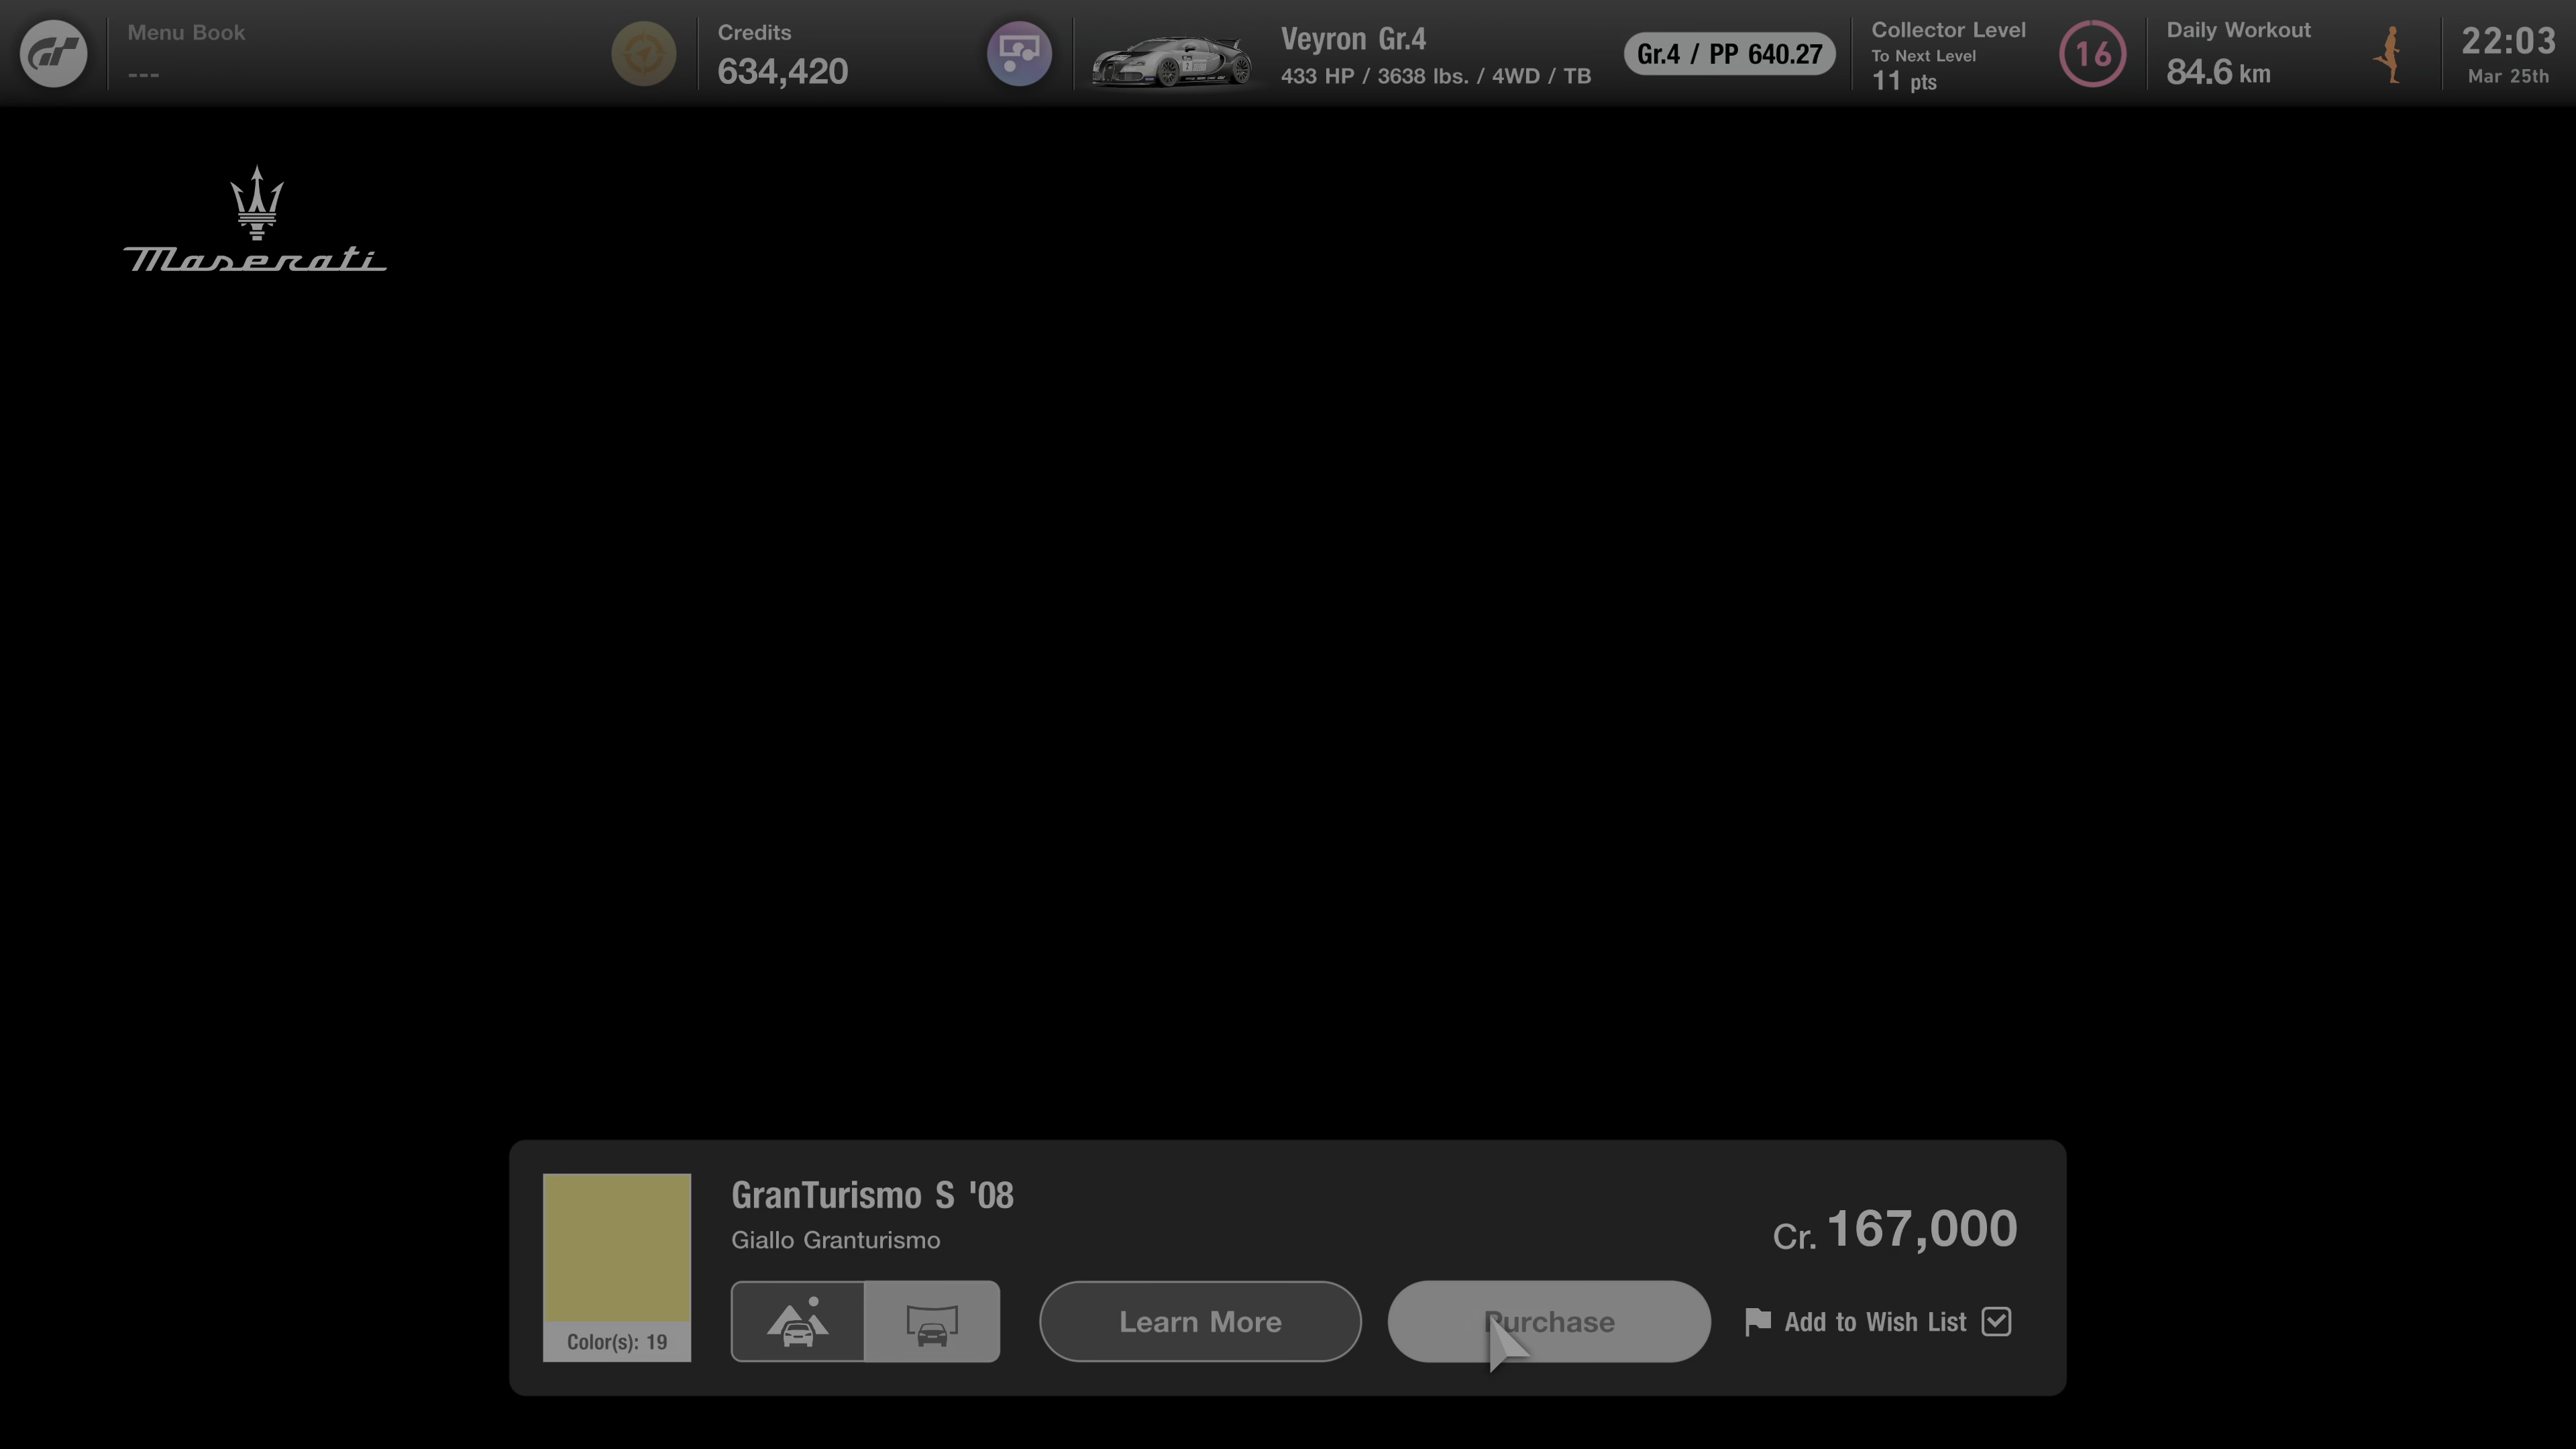 Menu Book
---
Credits
634,420
Veyron Gr.4
433 HP / 3638 lbs. / 4WD / TB
Gr.4 / PP 640.27
Collector Level
To Next Level
11 pts
16
Daily Workout
84.6 km
22:03
Mar 25th
Maserati
GranTurismo S '08
Giallo Granturismo
Cr. 167,000
Color(s): 19
Learn More
Purchase
Add to Wish List